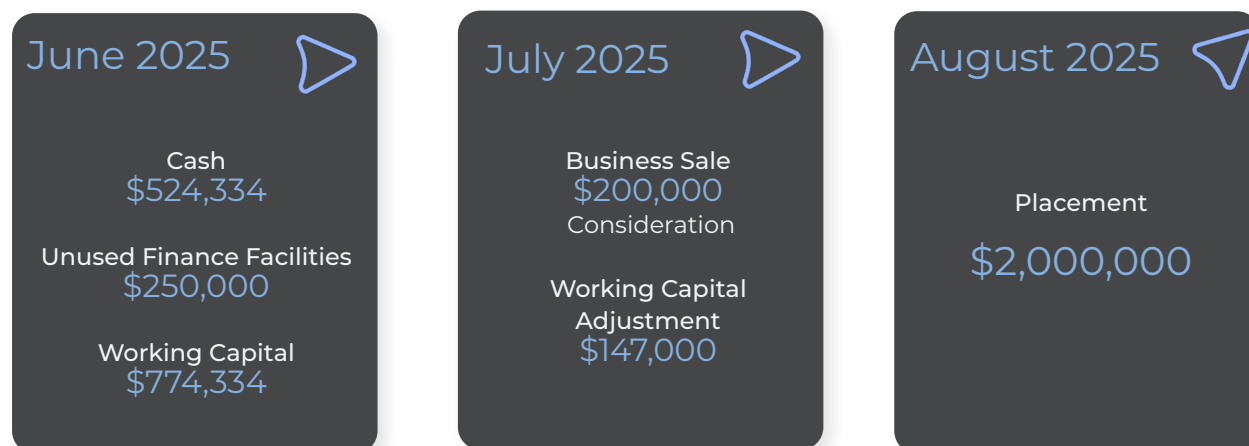 June 2025
Cash
$524,334
Unused Finance Facilities
$250,000
Working Capital
$774,334
July 2025
Business Sale
$200,000
Consideration
Working Capital
Adjustment
$147,000
August 2025
Placement
$2,000,000